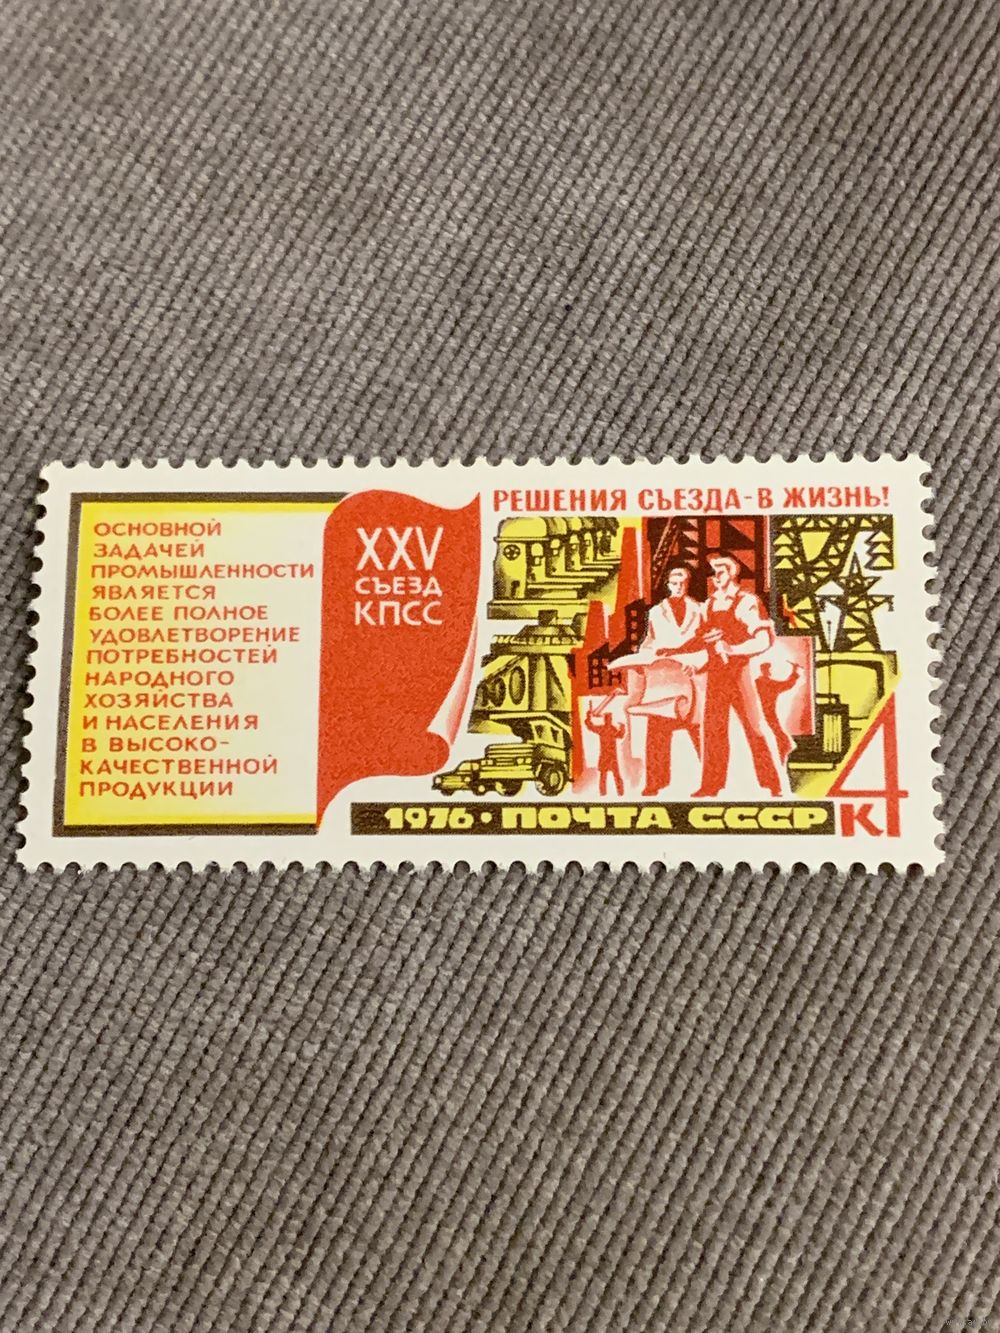 ОСНОВНОЙ
ЗАДАЧЕЙ
ПРОМЫШЛЕННОСТИ
ЯВЛЯЕТСЯ
БОЛЕЕ ПОЛНОЕ
УДОВЛЕТВОРЕНИЕ
ПОТРЕБНОСТЕЙ
НАРОДНОГО
ХОЗЯЙСТВА
И НАСЕЛЕНИЯ
В ВЫСОКО-
КАЧЕСТВЕННОЙ
ПРОДУКЦИИ
XXV
СЪЕЗД
КПСС
РЕШЕНИЯ СЪЕЗДА - В ЖИЗНЬ!
1976 • ПОЧТА СССР
4
К